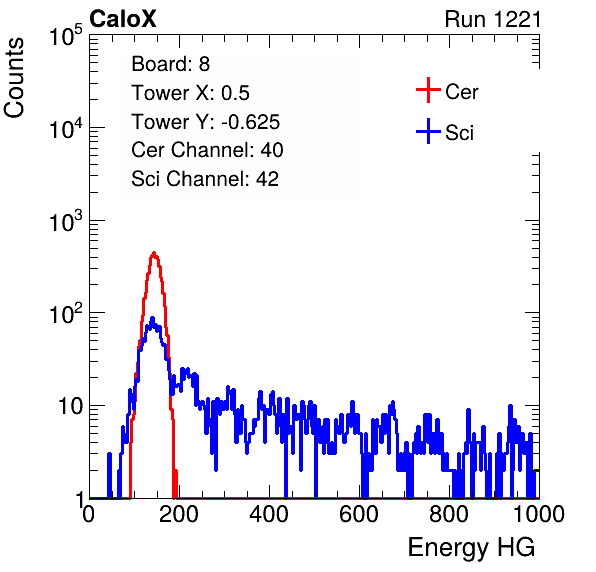 CaloX Run 1221
Counts
Board: 8
Tower X: 0.5
Tower Y: -0.625
Cer Channel: 40
Sci Channel: 42
Cer
Sci
10^5
10^4
10^3
10^2
10
1
0 200 400 600 800 1000
Energy HG